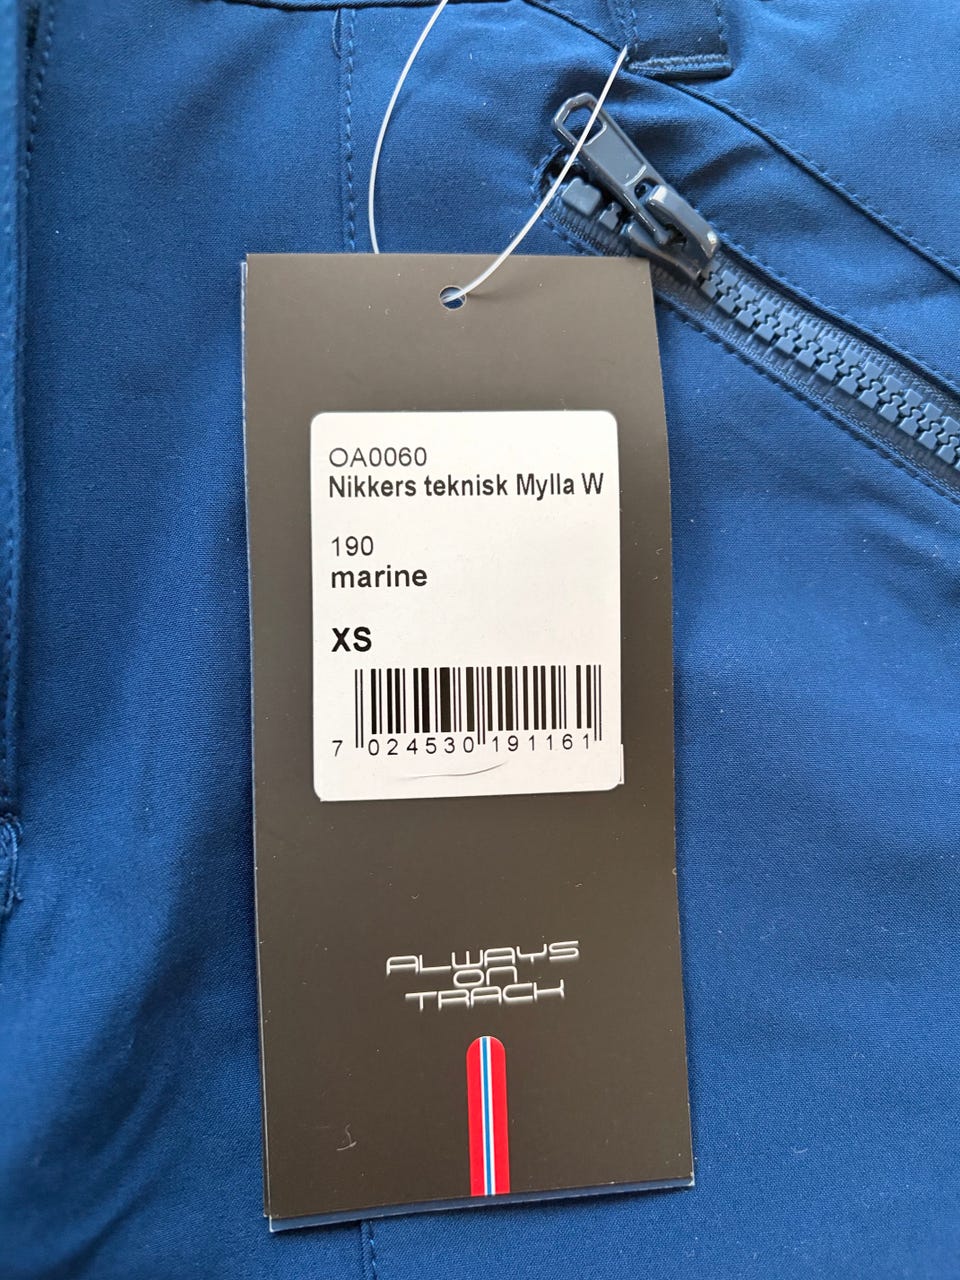 OA0060
Nikkers teknisk Mylla W
190
marine
XS
7 024530 191161
ALWAYS
ON
TRACK